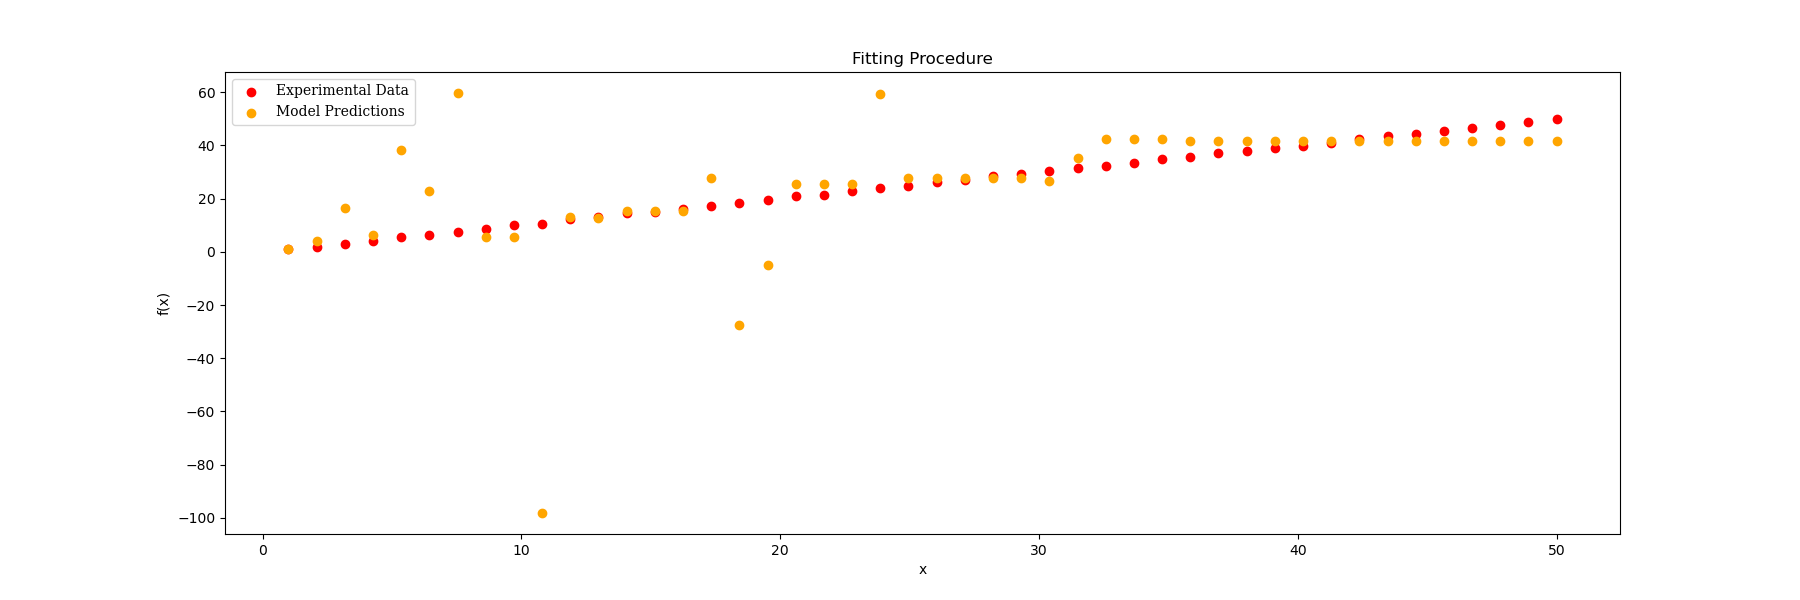 Fitting Procedure
Experimental Data
Model Predictions
60
40
20
0
−20
−40
−60
−80
−100
f(x)
0 10 20 30 40 50
x